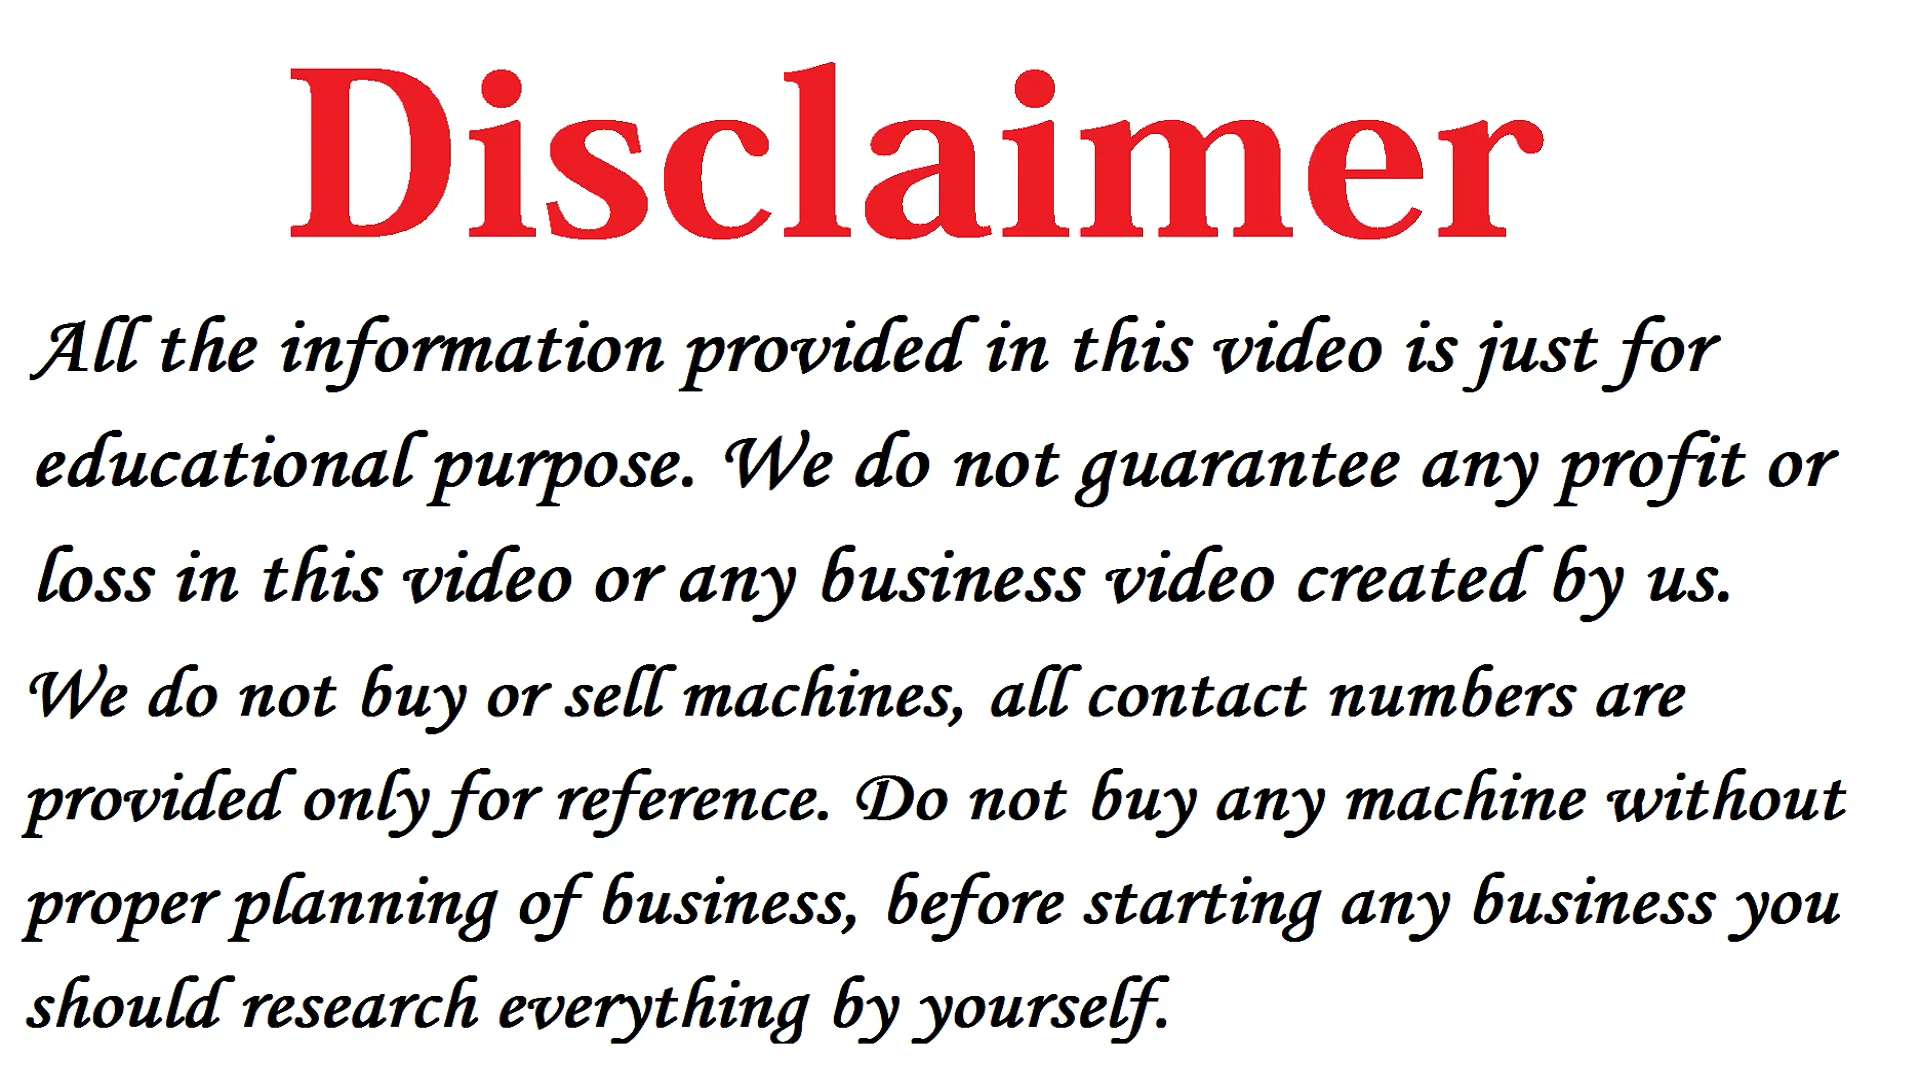 Disclaimer
All the information provided in this video is just for
educational purpose. We do not guarantee any profit or
loss in this video or any business video created by us.
We do not buy or sell machines, all contact numbers are
provided only for reference. Do not buy any machine without
proper planning of business, before starting any business you
should research everything by yourself.